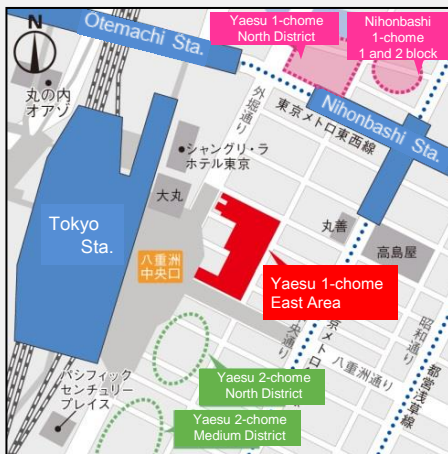 Otemachi Sta.
Yaesu 1-chome
North District
Nihonbashi
1-chome
1 and 2 block
N
丸の内
オアゾ
外堀通り
Nihonbashi Sta.
東京メトロ東西線
シャングリ・ラ
ホテル東京
大丸
Tokyo
Sta.
丸善
高島屋
八重洲
中央口
Yaesu 1-chome
East Area
昭和通り
央通り
京メトロ
八重洲通り
都営浅草線
Yaesu 2-chome
North District
パシフィック
センチュリー
プレイス
Yaesu 2-chome
Medium District